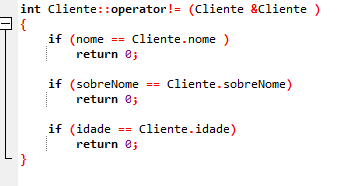 int Cliente::operator!= (Cliente &Cliente )
{
if (nome == Cliente.nome )
return 0;
if (sobreNome == Cliente.sobreNome)
return 0;
if (idade == Cliente.idade)
return 0;
}